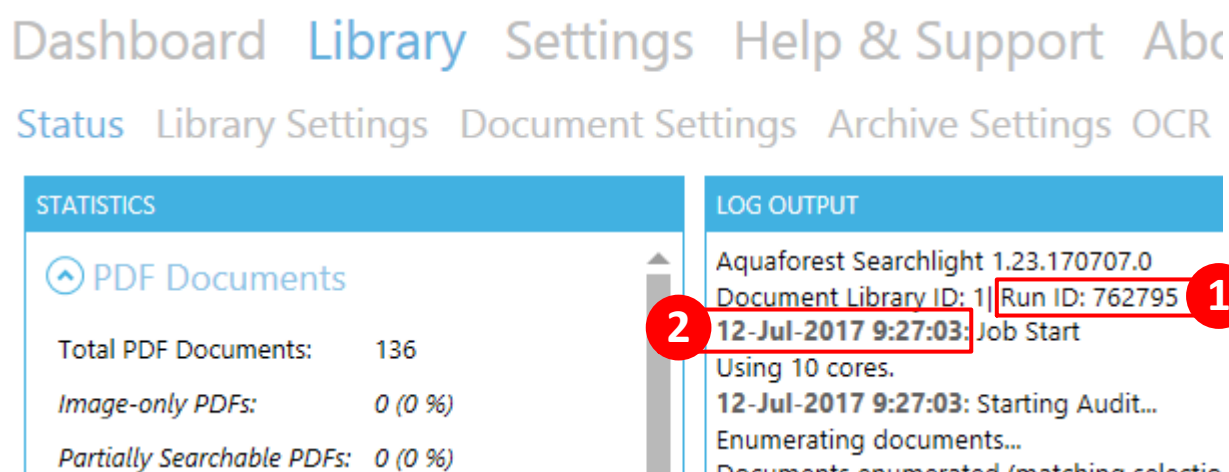 Dashboard Library Settings Help & Support
Status Library Settings Document Settings Archive Settings OCR
STATISTICS
PDF Documents
Total PDF Documents: 136
Image-only PDFs: 0 (0 %)
Partially Searchable PDFs: 0 (0 %)
LOG OUTPUT
Aquaforest Searchlight 1.23.170707.0
Document Library ID: 1| Run ID: 762795
1
2
12-Jul-2017 9:27:03: Job Start
Using 10 cores.
12-Jul-2017 9:27:03: Starting Audit...
Enumerating documents...
Documents enumerated (matching